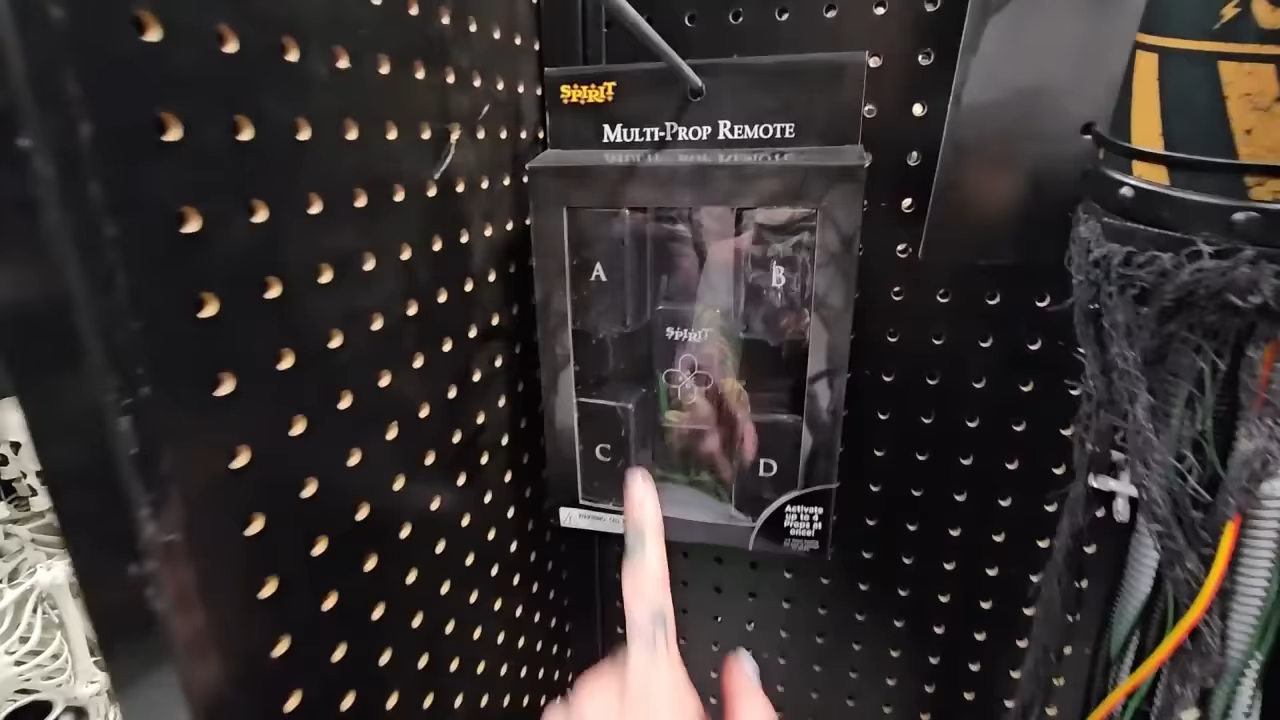 SPIRIT
MULTI-PROP REMOTE
A
B
SPIRIT
C
D
Activate
up to 4
Props at
once!